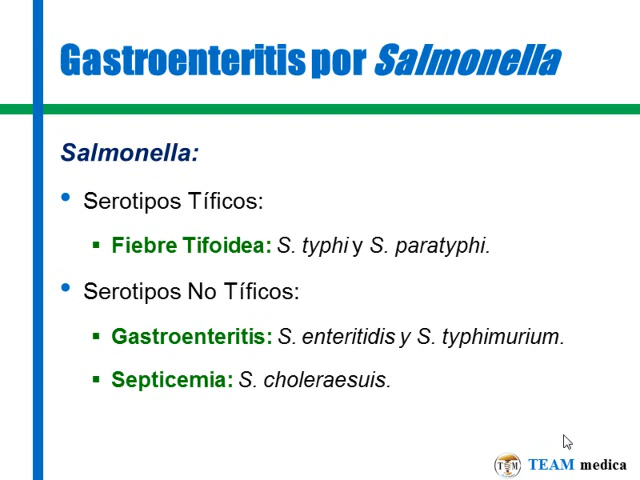 Gastroenteritis por Salmonella
Salmonella:
• Serotipos Tíficos:
▪ Fiebre Tifoidea: S. typhi y S. paratyphi.
• Serotipos No Tíficos:
▪ Gastroenteritis: S. enteritidis y S. typhimurium.
▪ Septicemia: S. choleraesuis.
TEAM medica